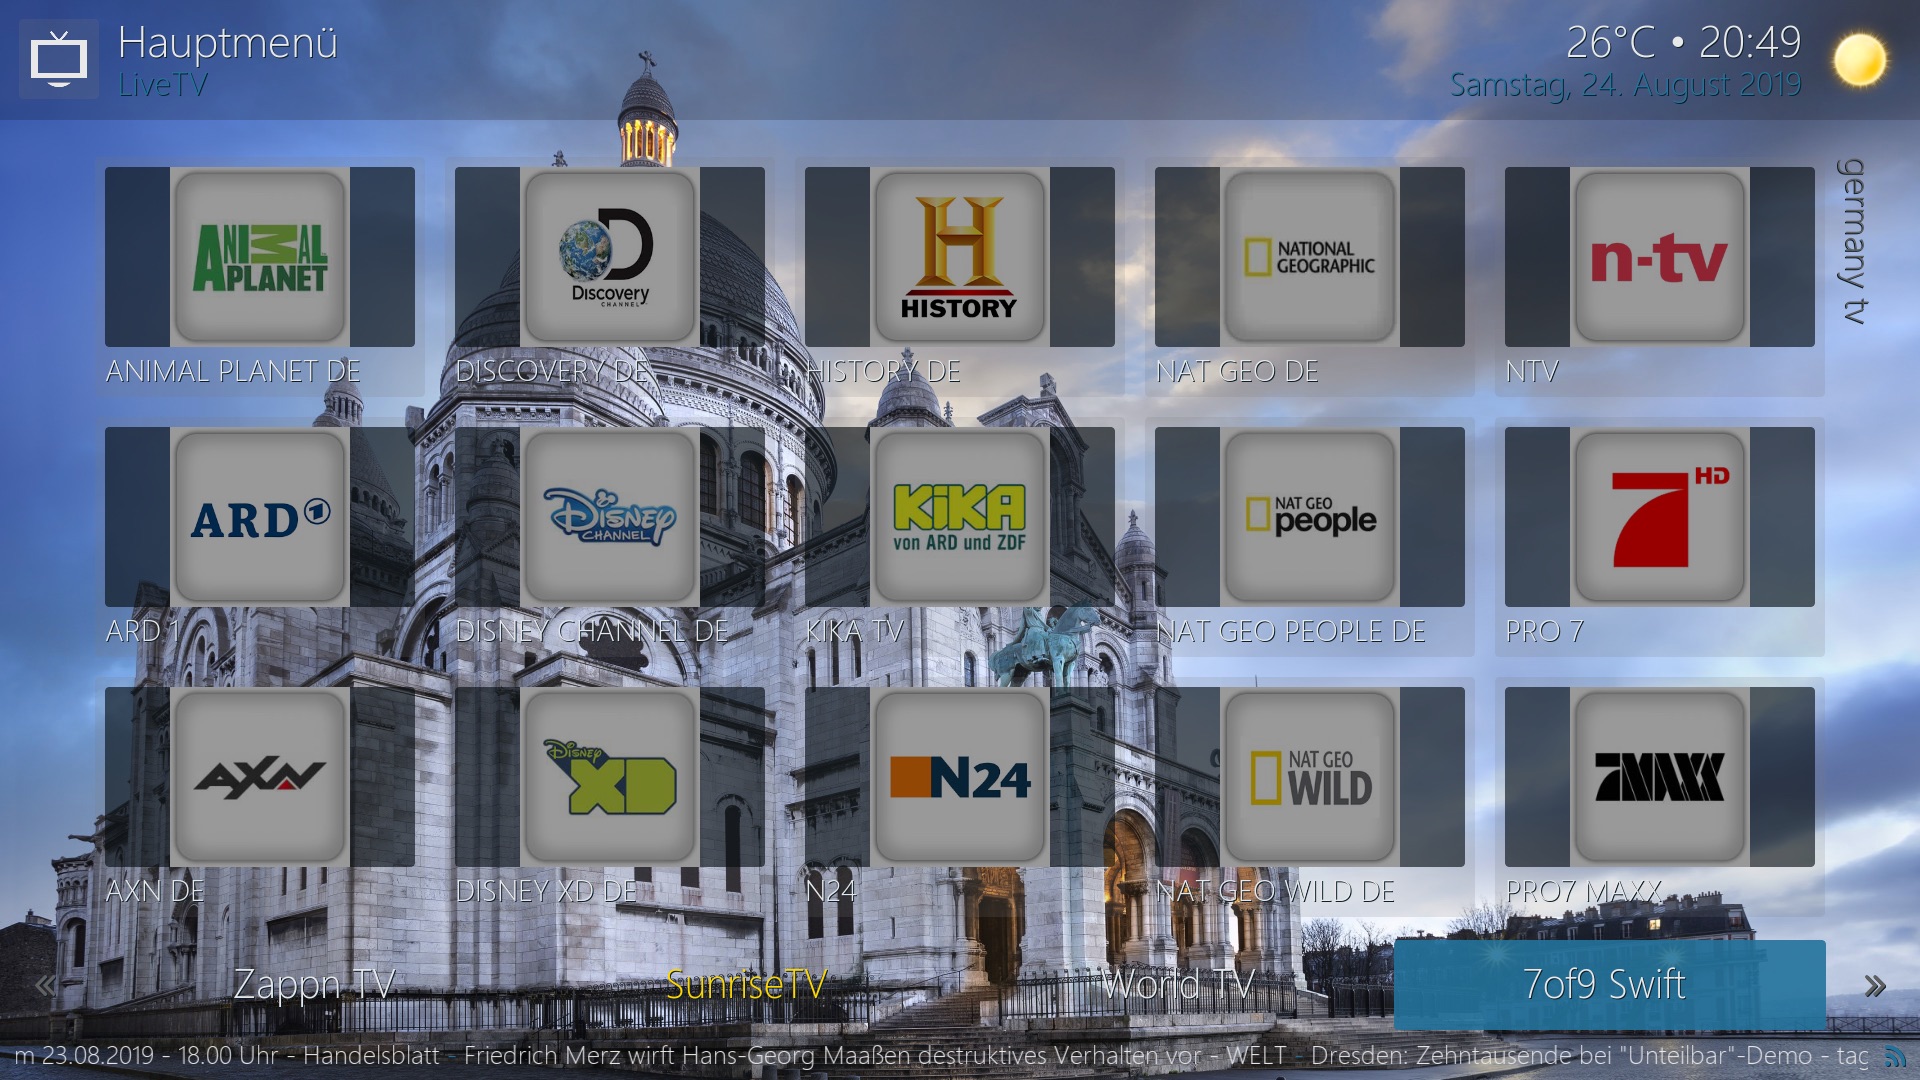 Hauptmenü
LiveTV
26°C • 20:49
Samstag, 24. August 2019
germany tv
ANIMAL PLANET
DISCOVERY CHANNEL
H HISTORY
NATIONAL GEOGRAPHIC
n-tv
ANIMAL PLANET DE
DISCOVERY DE
HISTORY DE
NAT GEO DE
NTV
ARD 1
Disney CHANNEL
KiKA von ARD und ZDF
NAT GEO people
7 HD
ARD 1
DISNEY CHANNEL DE
KIKA TV
NAT GEO PEOPLE DE
PRO 7
AXN
Disney XD
N24
NAT GEO WILD
7MAXX
AXN DE
DISNEY XD DE
N24
NAT GEO WILD DE
PRO7 MAXX
« Zappn TV
SunriseTV
World TV
7of9 Swift »
m 23.08.2019 - 18.00 Uhr - Handelsblatt - Friedrich Merz wirft Hans-Georg Maaßen destruktives Verhalten vor - WELT - Dresden: Zehntausende bei "Unteilbar"-Demo - tag